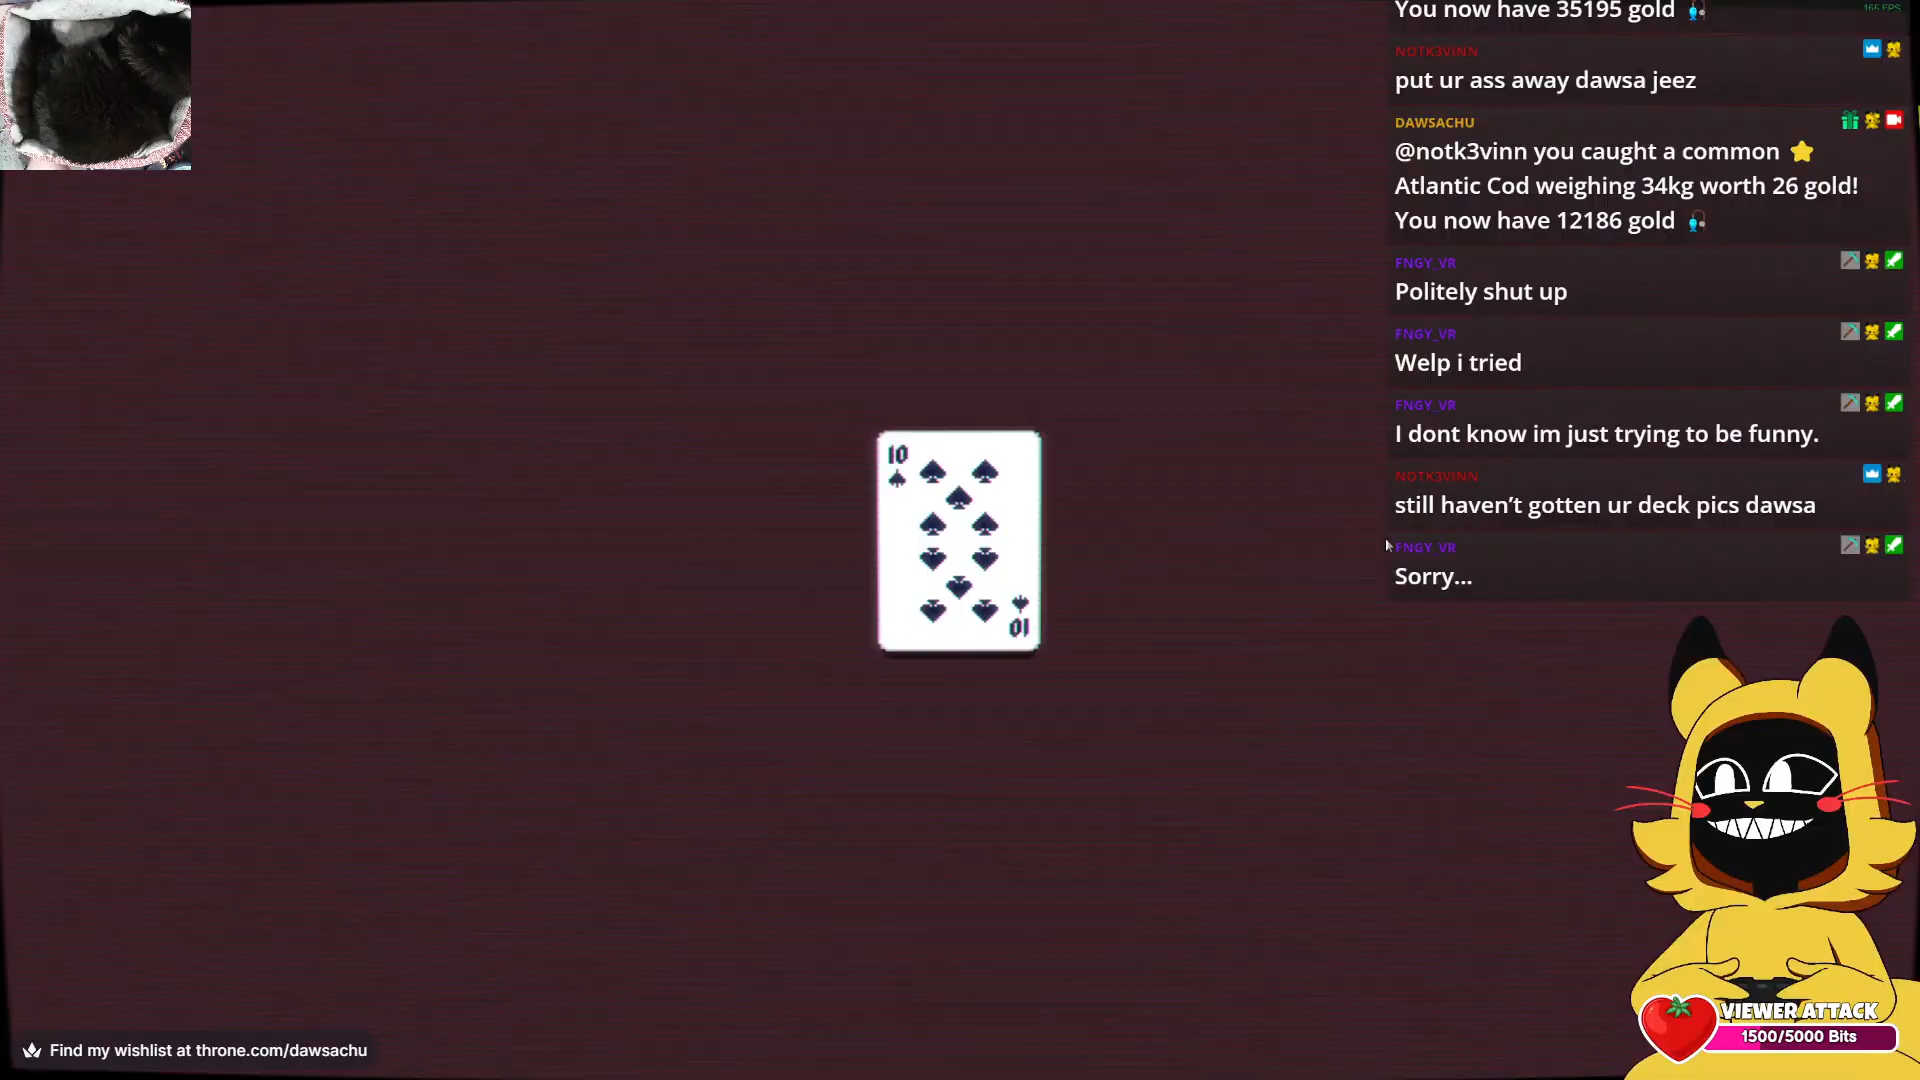 You now have 35195 gold
165 FPS
NOTK3VINN
put ur ass away dawsa jeez
DAWSACHU
@notk3vinn you caught a common
Atlantic Cod weighing 34kg worth 26 gold!
You now have 12186 gold
FNGY_VR
Politely shut up
FNGY_VR
Welp i tried
FNGY_VR
I dont know im just trying to be funny.
NOTK3VINN
still haven’t gotten ur deck pics dawsa
FNGY_VR
Sorry...
10
10
VIEWER ATTACK
1500/5000 Bits
Find my wishlist at throne.com/dawsachu